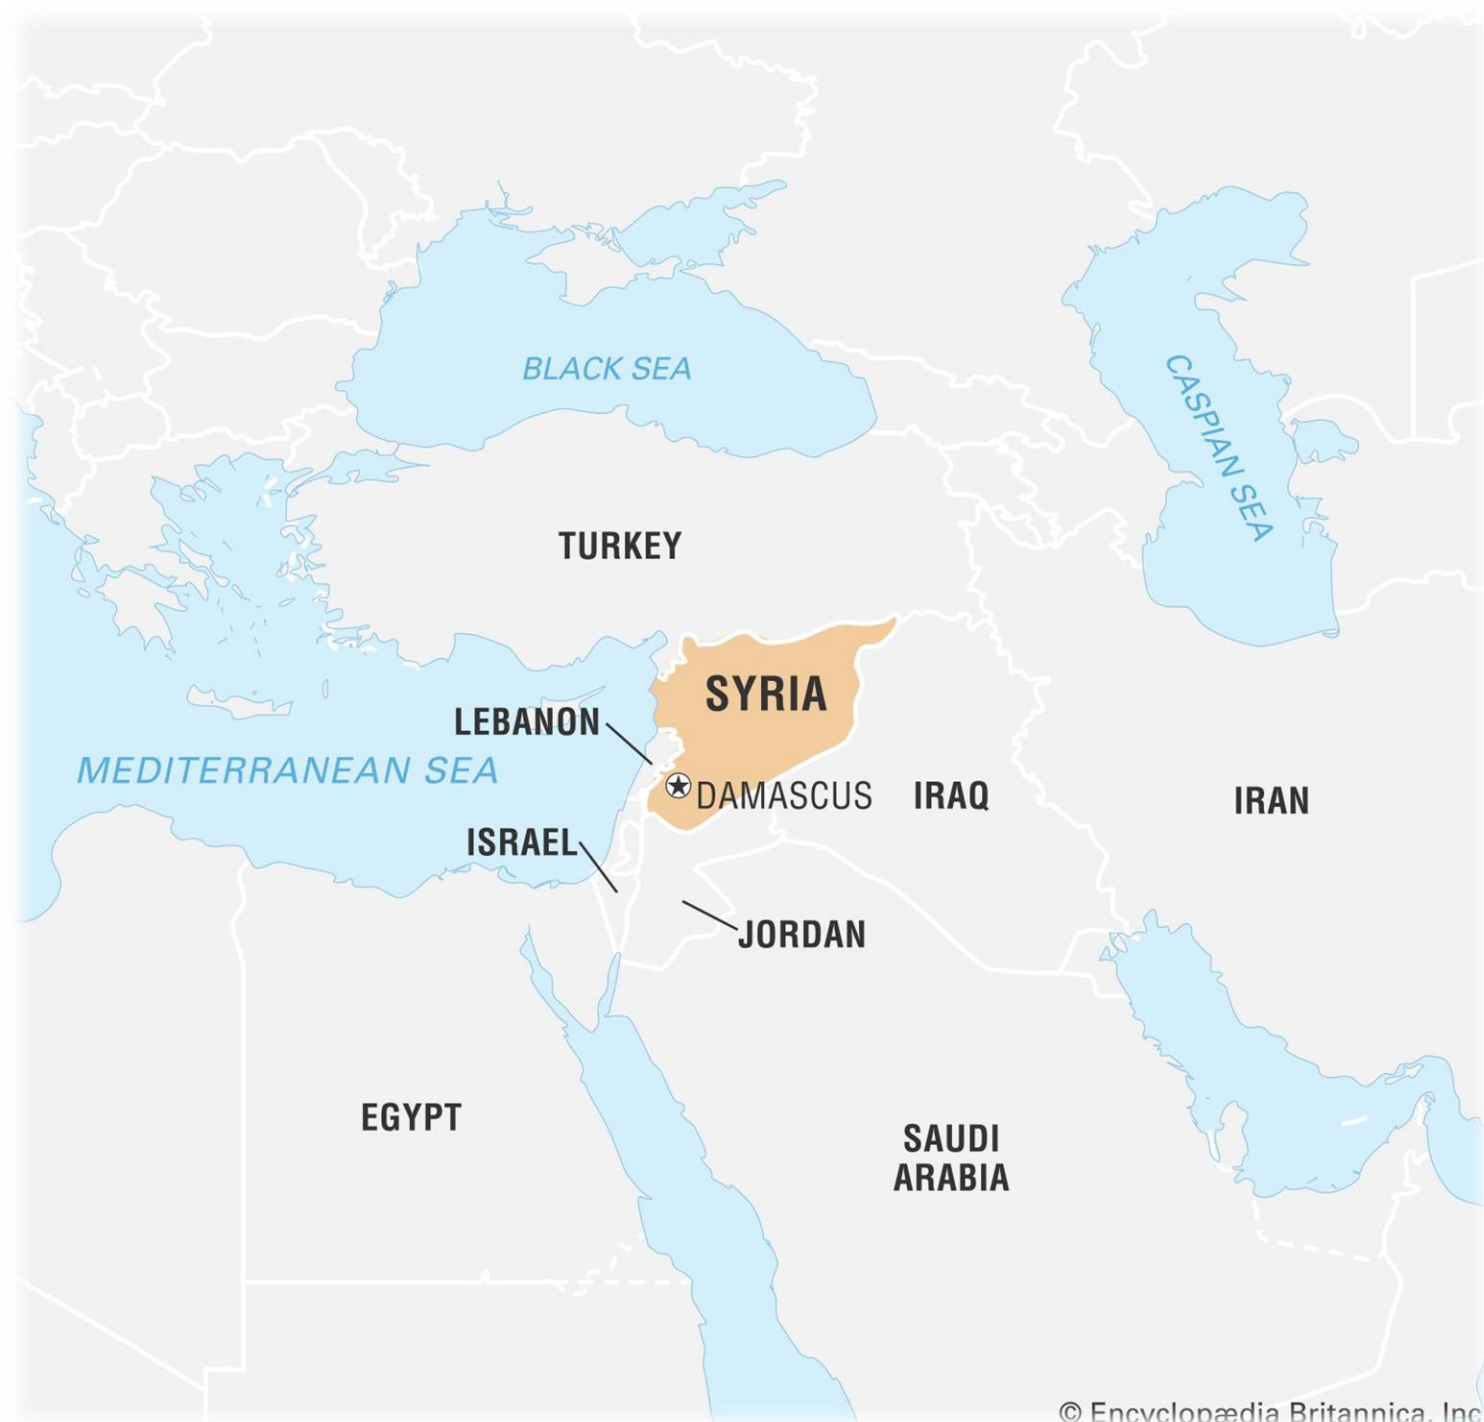 BLACK SEA
CASPIAN SEA
TURKEY
SYRIA
LEBANON
MEDITERRANEAN SEA
DAMASCUS
IRAQ
IRAN
ISRAEL
JORDAN
EGYPT
SAUDI
ARABIA
© Encyclopædia Britannica, Inc